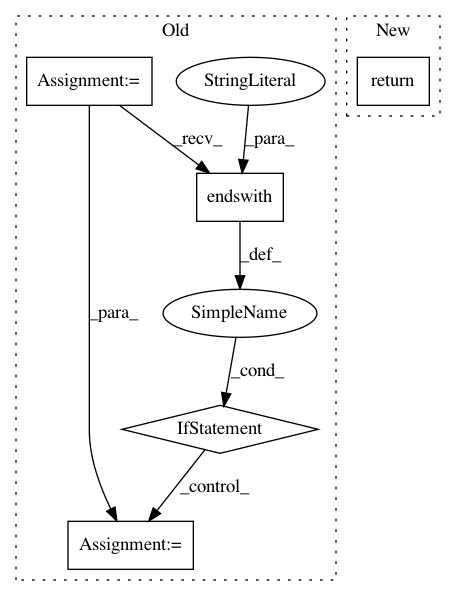 Old
New
Assignment:=
StringLiteral
return
_recv_
_para_
endswith
_def_
_para_
SimpleName
_cond_
IfStatement
_control_
Assignment:=